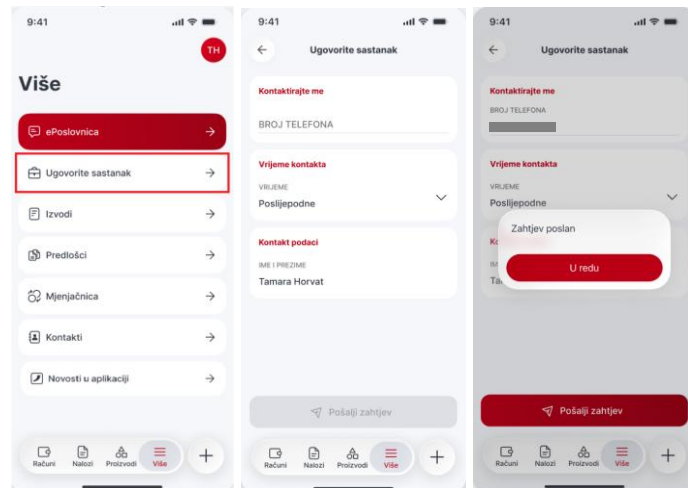 9:41
TH
Više
ePoslovnica
Ugovorite sastanak
Izvodi
Predlošci
Mjenjačnica
Kontakti
Novosti u aplikaciji
Računi Nalozi Proizvodi Više
9:41
Ugovorite sastanak
Kontaktirajte me
BROJ TELEFONA
Vrijeme kontakta
VRIJEME
Poslijepodne
Kontakt podaci
IME I PREZIME
Tamara Horvat
Pošalji zahtjev
Računi Nalozi Proizvodi Više
9:41
Ugovorite sastanak
Kontaktirajte me
BROJ TELEFONA
Vrijeme kontakta
VRIJEME
Poslijepodne
Zahtjev poslan
U redu
Pošalji zahtjev
Računi Nalozi Proizvodi Više